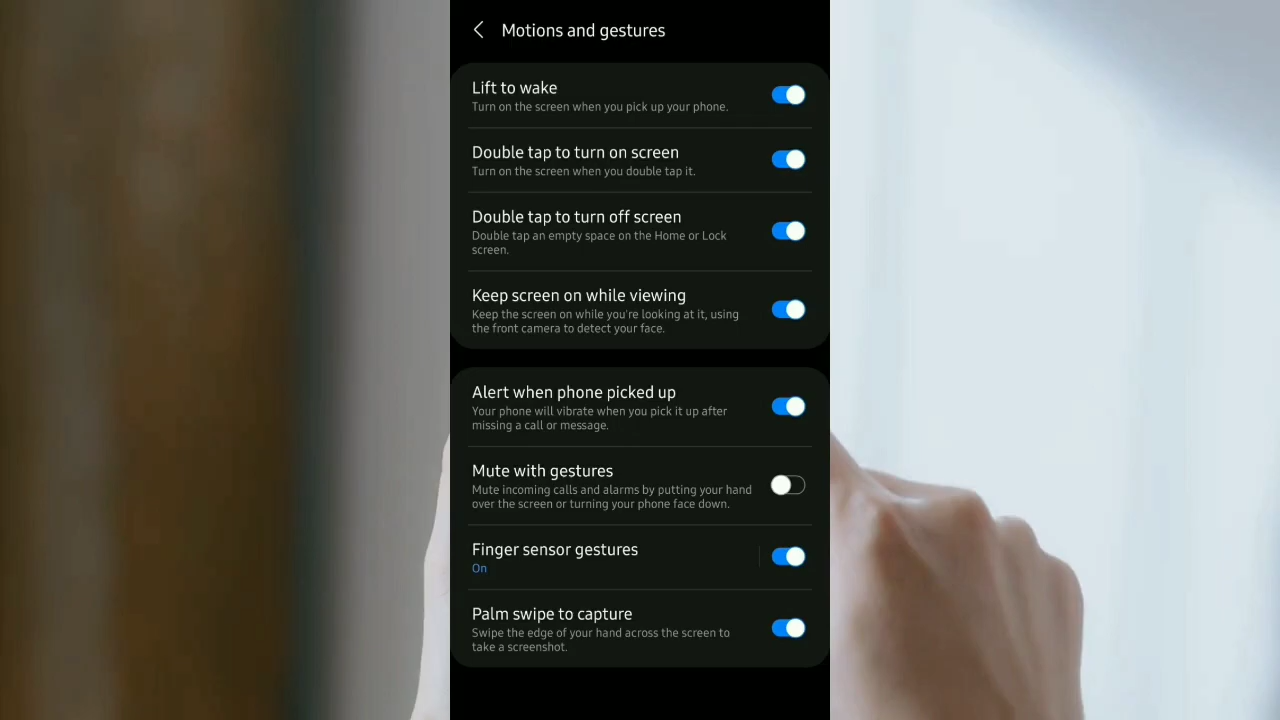 Motions and gestures
Lift to wake
Turn on the screen when you pick up your phone.
Double tap to turn on screen
Turn on the screen when you double tap it.
Double tap to turn off screen
Double tap an empty space on the Home or Lock
screen.
Keep screen on while viewing
Keep the screen on while you're looking at it, using
the front camera to detect your face.
Alert when phone picked up
Your phone will vibrate when you pick it up after
missing a call or message.
Mute with gestures
Mute incoming calls and alarms by putting your hand
over the screen or turning your phone face down.
Finger sensor gestures
On
Palm swipe to capture
Swipe the edge of your hand across the screen to
take a screenshot.